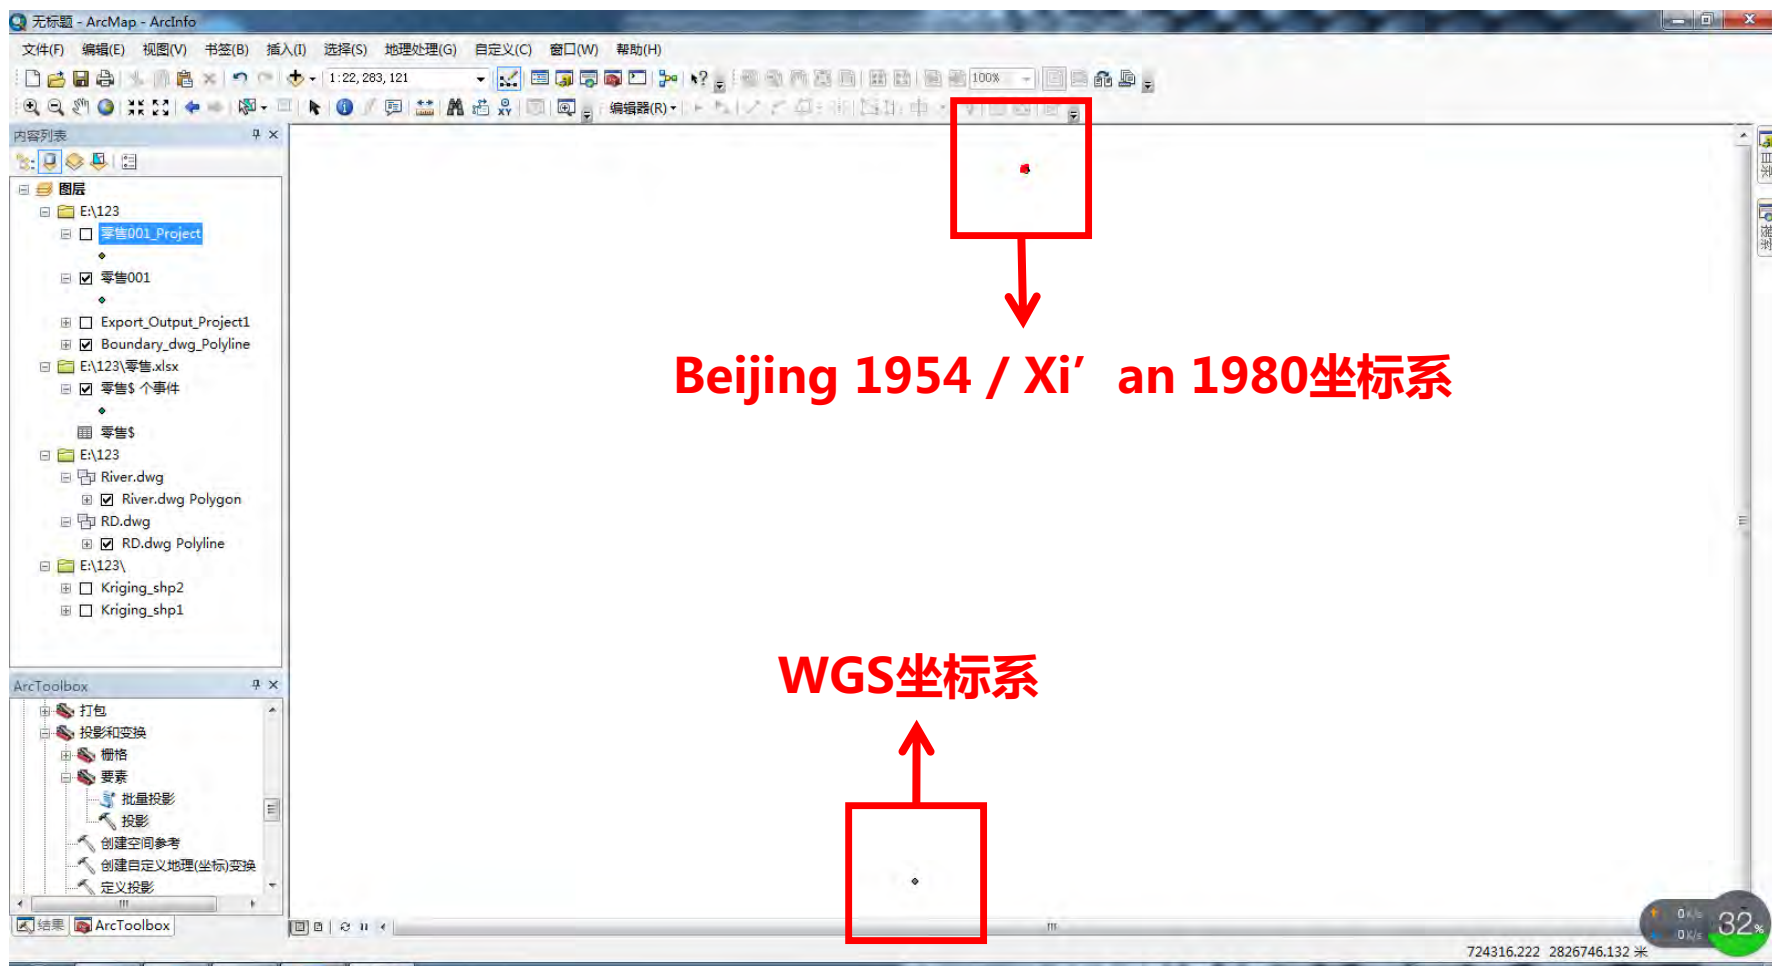 无标题 - ArcMap - ArcInfo
文件(F) 编辑(E) 视图(V) 书签(B) 插入(I) 选择(S) 地理处理(G) 自定义(C) 窗口(W) 帮助(H)
1:22,283,121
100%
编辑器(R)
内容列表
图层
E:\123
零售001_Project
零售001
Export_Output_Project1
Boundary_dwg_Polyline
E:\123\零售.xlsx
零售$ 个事件
零售$
E:\123
River.dwg
River.dwg Polygon
RD.dwg
RD.dwg Polyline
E:\123\
Kriging_shp2
Kriging_shp1
ArcToolbox
打包
投影和变换
栅格
要素
批量投影
投影
创建空间参考
创建自定义地理(坐标)变换
定义投影
结果 ArcToolbox
Beijing 1954 / Xi′an 1980坐标系
WGS坐标系
目录
搜索
0K/s
0K/s
32%
724316.222 2826746.132 米